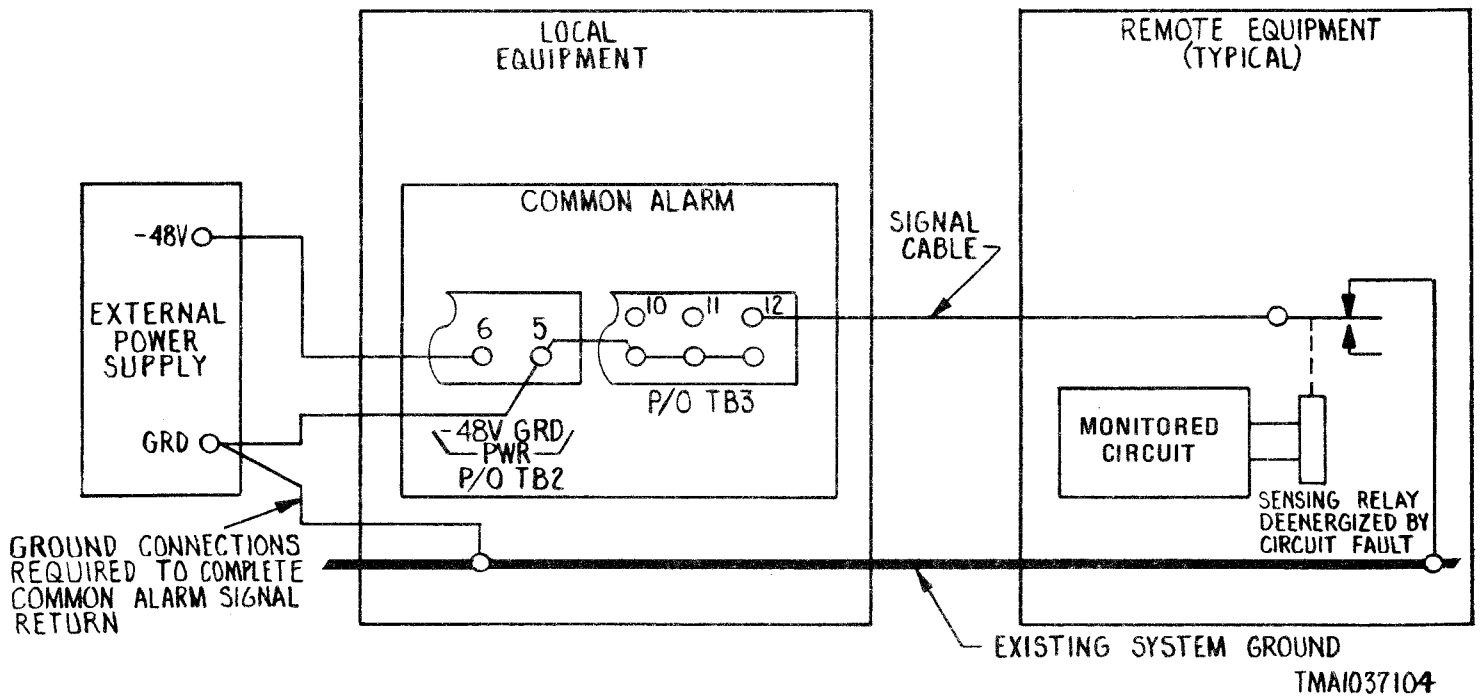 LOCAL
EQUIPMENT
REMOTE EQUIPMENT
(TYPICAL)
COMMON ALARM
SIGNAL
CABLE
-48V
EXTERNAL
POWER
SUPPLY
GRD
6 5
10 11 12
P/O TB3
-48V GRD
PWR
P/O TB2
MONITORED
CIRCUIT
SENSING RELAY
DEENERGIZED BY
CIRCUIT FAULT
GROUND CONNECTIONS
REQUIRED TO COMPLETE
COMMON ALARM SIGNAL
RETURN
EXISTING SYSTEM GROUND
TMA1037104